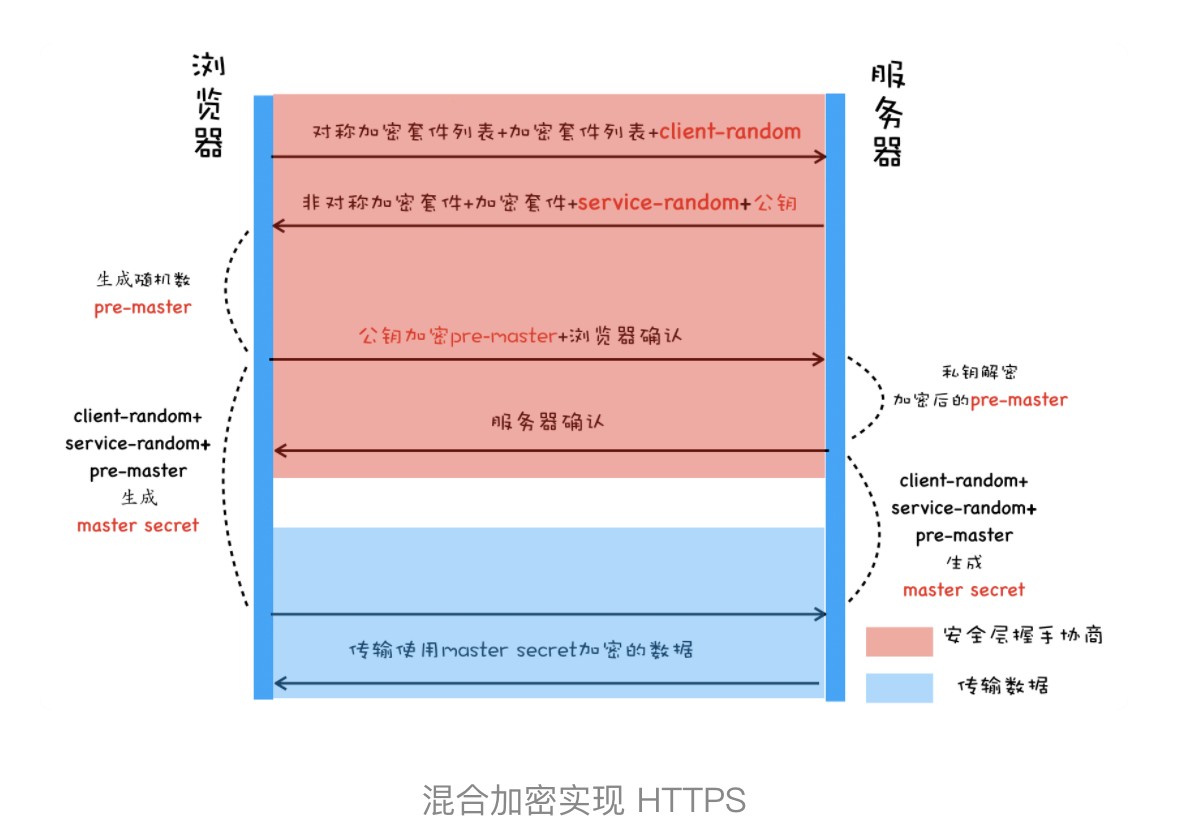 浏览器
服务器
对称加密套件列表+加密套件列表+client-random
非对称加密套件+加密套件+service-random+公钥
生成随机数
pre-master
公钥加密pre-master+浏览器确认
私钥解密
加密后的pre-master
服务器确认
client-random+
service-random+
pre-master
生成
master secret
client-random+
service-random+
pre-master
生成
master secret
传输使用master secret加密的数据
安全层握手协商
传输数据
混合加密实现 HTTPS